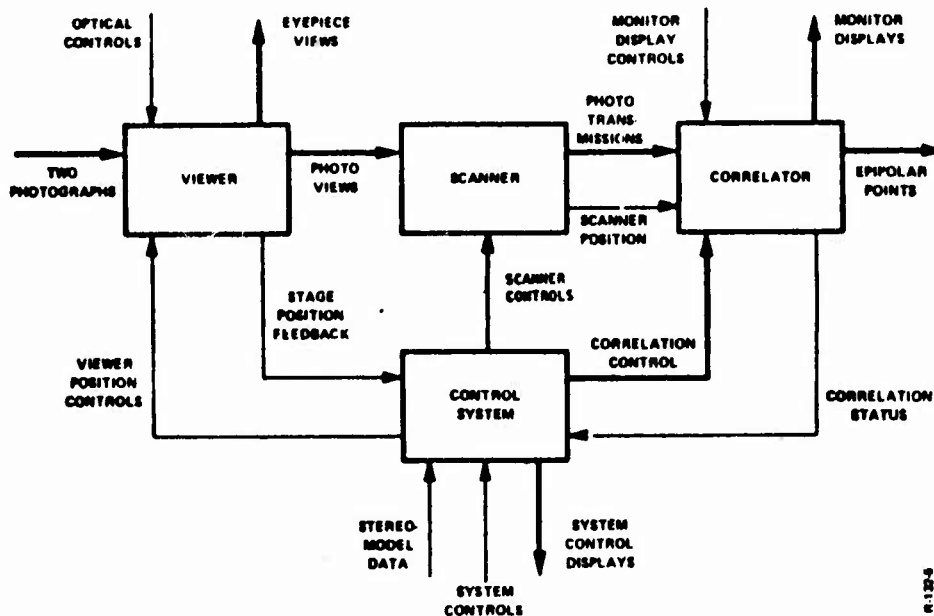 OPTICAL
CONTROLS
EYEPIECE
VIEWS
MONITOR
DISPLAY
CONTROLS
MONITOR
DISPLAYS
TWO
PHOTOGRAPHS
VIEWER
PHOTO
VIEWS
SCANNER
PHOTO
TRANS-
MISSIONS
SCANNER
POSITION
CORRELATOR
EPIPOLAR
POINTS
STAGE
POSITION
FEEDBACK
SCANNER
CONTROLS
VIEWER
POSITION
CONTROLS
CORRELATION
CONTROL
CONTROL
SYSTEM
CORRELATION
STATUS
STEREO-
MODEL
DATA
SYSTEM
CONTROLS
SYSTEM
CONTROL
DISPLAYS
R-132-5